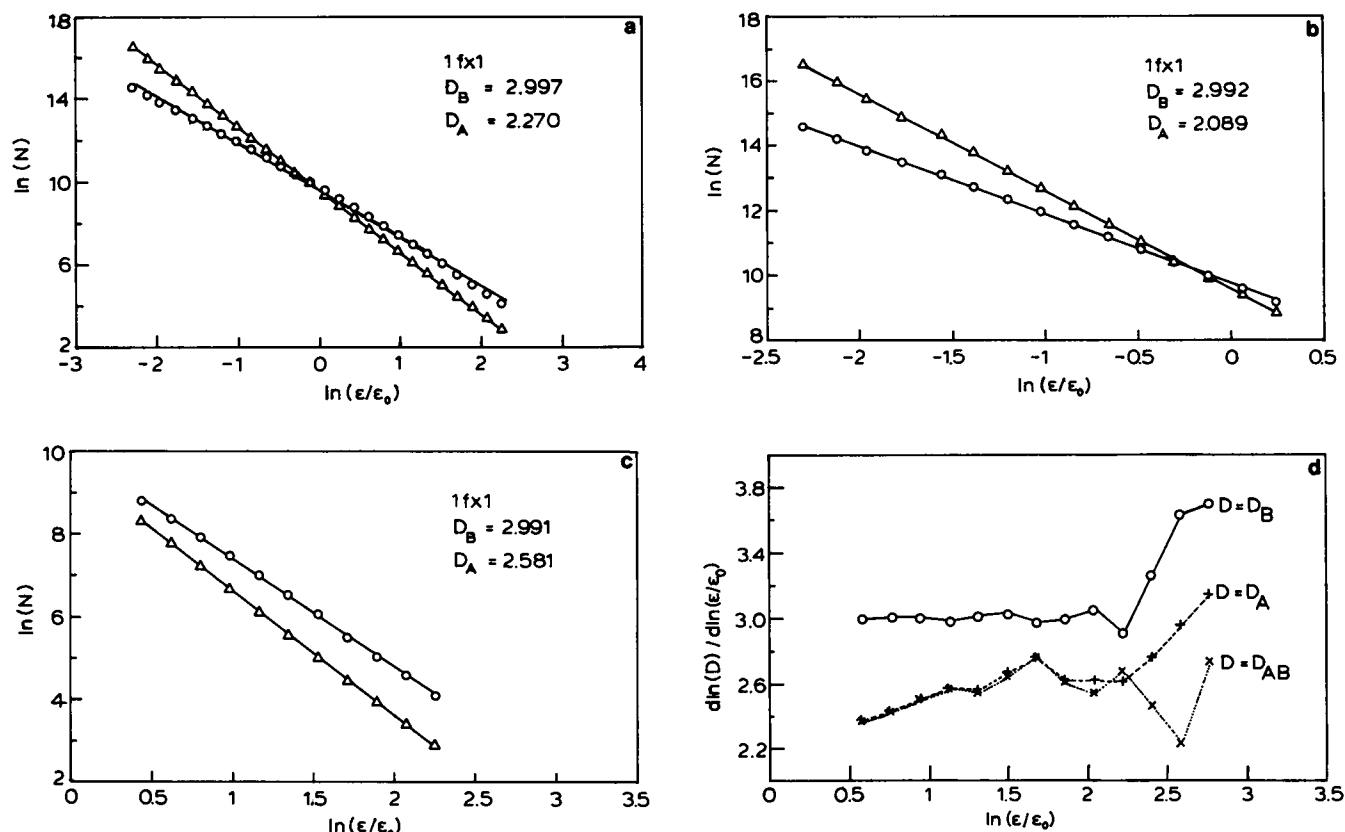 a
18
14
10
6
2
ln (N)
1fx1
D_B = 2.997
D_A = 2.270
-3 -2 -1 0 1 2 3 4
ln (ε/ε₀)
b
18
16
14
12
10
8
ln (N)
1fx1
D_B = 2.992
D_A = 2.089
-2.5 -2 -1.5 -1 -0.5 0 0.5
ln (ε/ε₀)
c
10
8
6
4
2
ln (N)
1fx1
D_B = 2.991
D_A = 2.581
0 0.5 1 1.5 2 2.5 3 3.5
ln (ε/ε₀)
d
3.8
3.4
3.0
2.6
2.2
dln (D) / dln (ε/ε₀)
D = D_B
D = D_A
D = D_AB
0 0.5 1 1.5 2 2.5 3 3.5
ln (ε/ε₀)